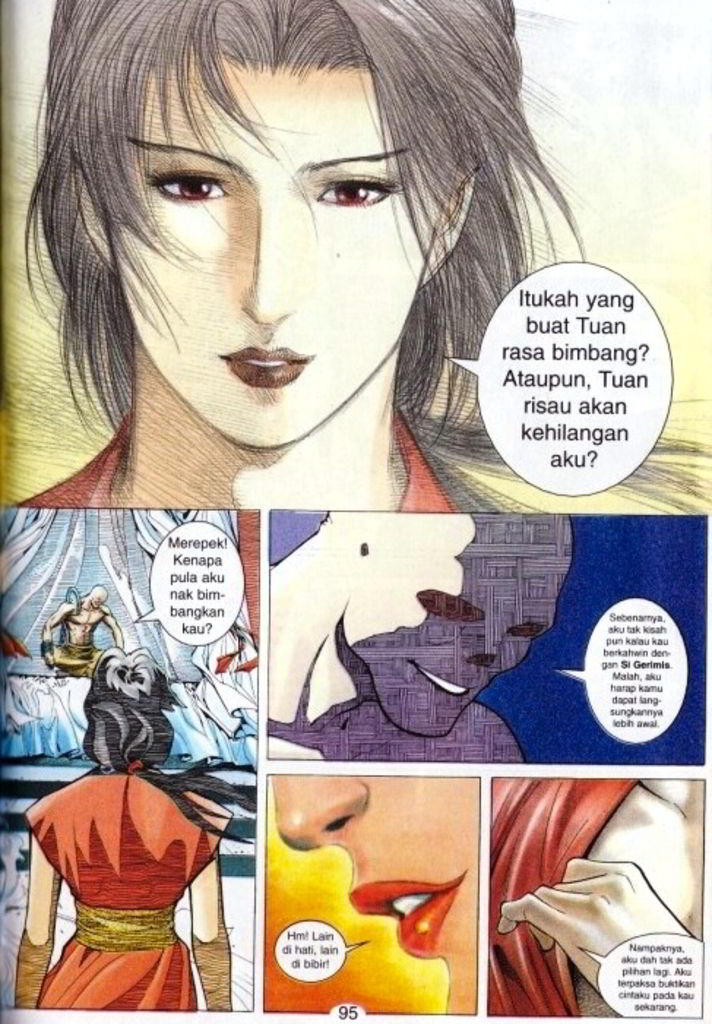 Itukah yang
buat Tuan
rasa bimbang?
Ataupun, Tuan
risau akan
kehilangan
aku?
Merepek!
Kenapa
pula aku
nak bim-
bangkan
kau?
Sebenarnya,
aku tak kisah
pun kalau kau
berkahwin den-
gan Si Gerimis.
Malah, aku
harap kamu
dapat lang-
sungkannya
lebih awal.
Hm! Lain
di hati, lain
di bibir!
Nampaknya,
aku dah tak ada
pilihan lagi. Aku
terpaksa buktikan
cintaku pada kau
sekarang.
95